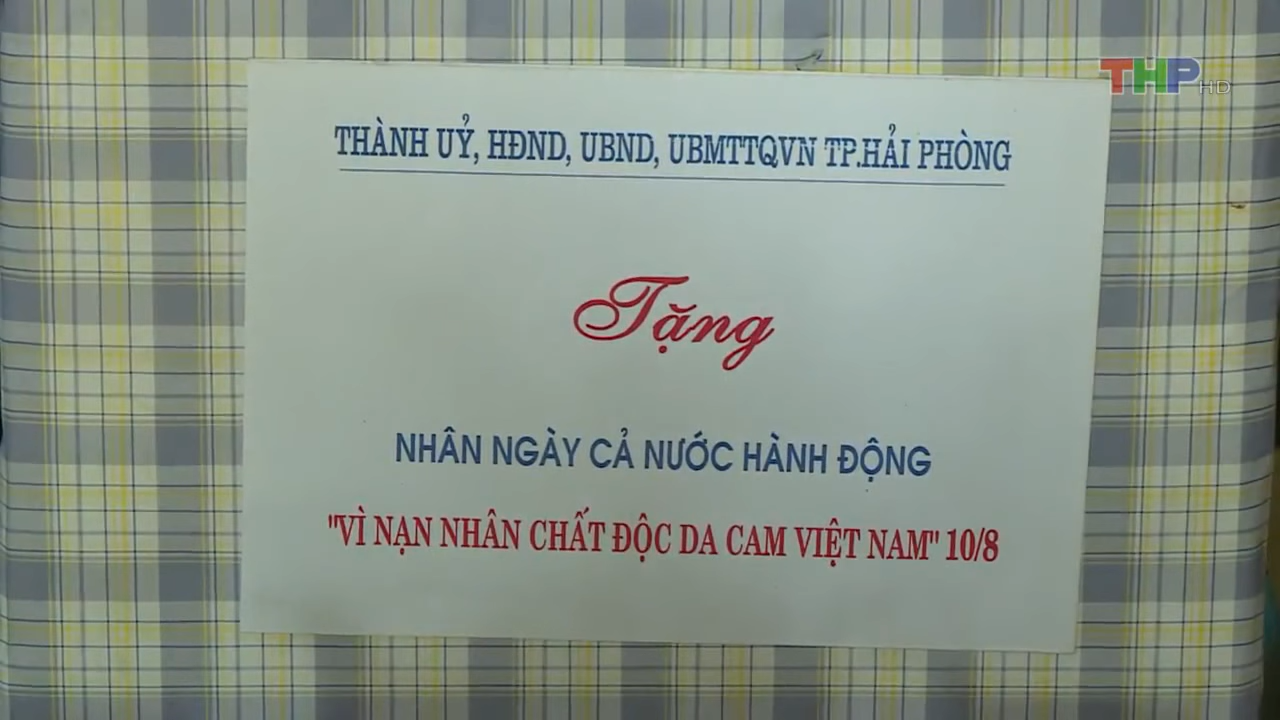 THP HD
THÀNH UỶ, HĐND, UBND, UBMTTQVN TP.HẢI PHÒNG
Tặng
NHÂN NGÀY CẢ NƯỚC HÀNH ĐỘNG
"VÌ NẠN NHÂN CHẤT ĐỘC DA CAM VIỆT NAM" 10/8